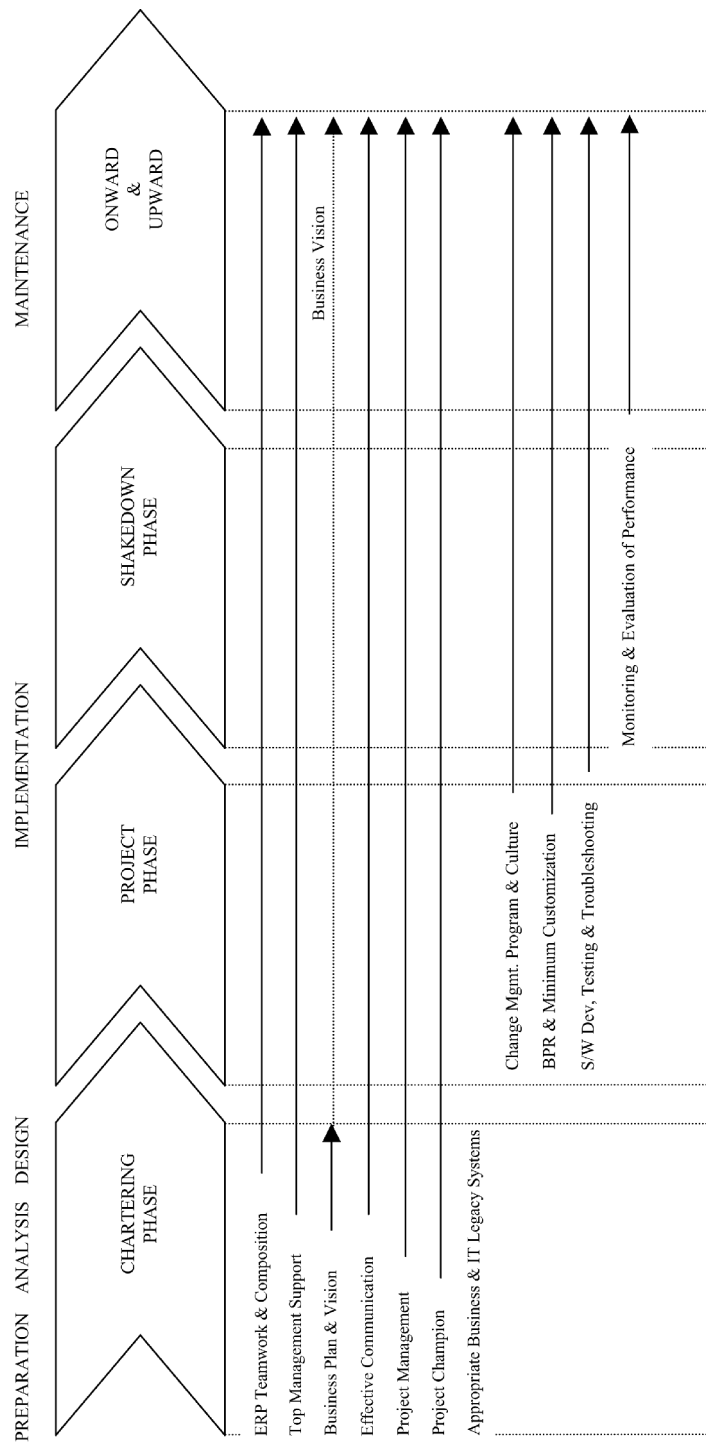 PREPARATION ANALYSIS DESIGN
IMPLEMENTATION
MAINTENANCE
CHARTERING
PHASE
PROJECT
PHASE
SHAKEDOWN
PHASE
ONWARD
&
UPWARD
ERP Teamwork & Composition
Top Management Support
Business Plan & Vision
Business Vision
Effective Communication
Project Management
Project Champion
Appropriate Business & IT Legacy Systems
Change Mgmt. Program & Culture
BPR & Minimum Customization
S/W Dev, Testing & Troubleshooting
Monitoring & Evaluation of Performance